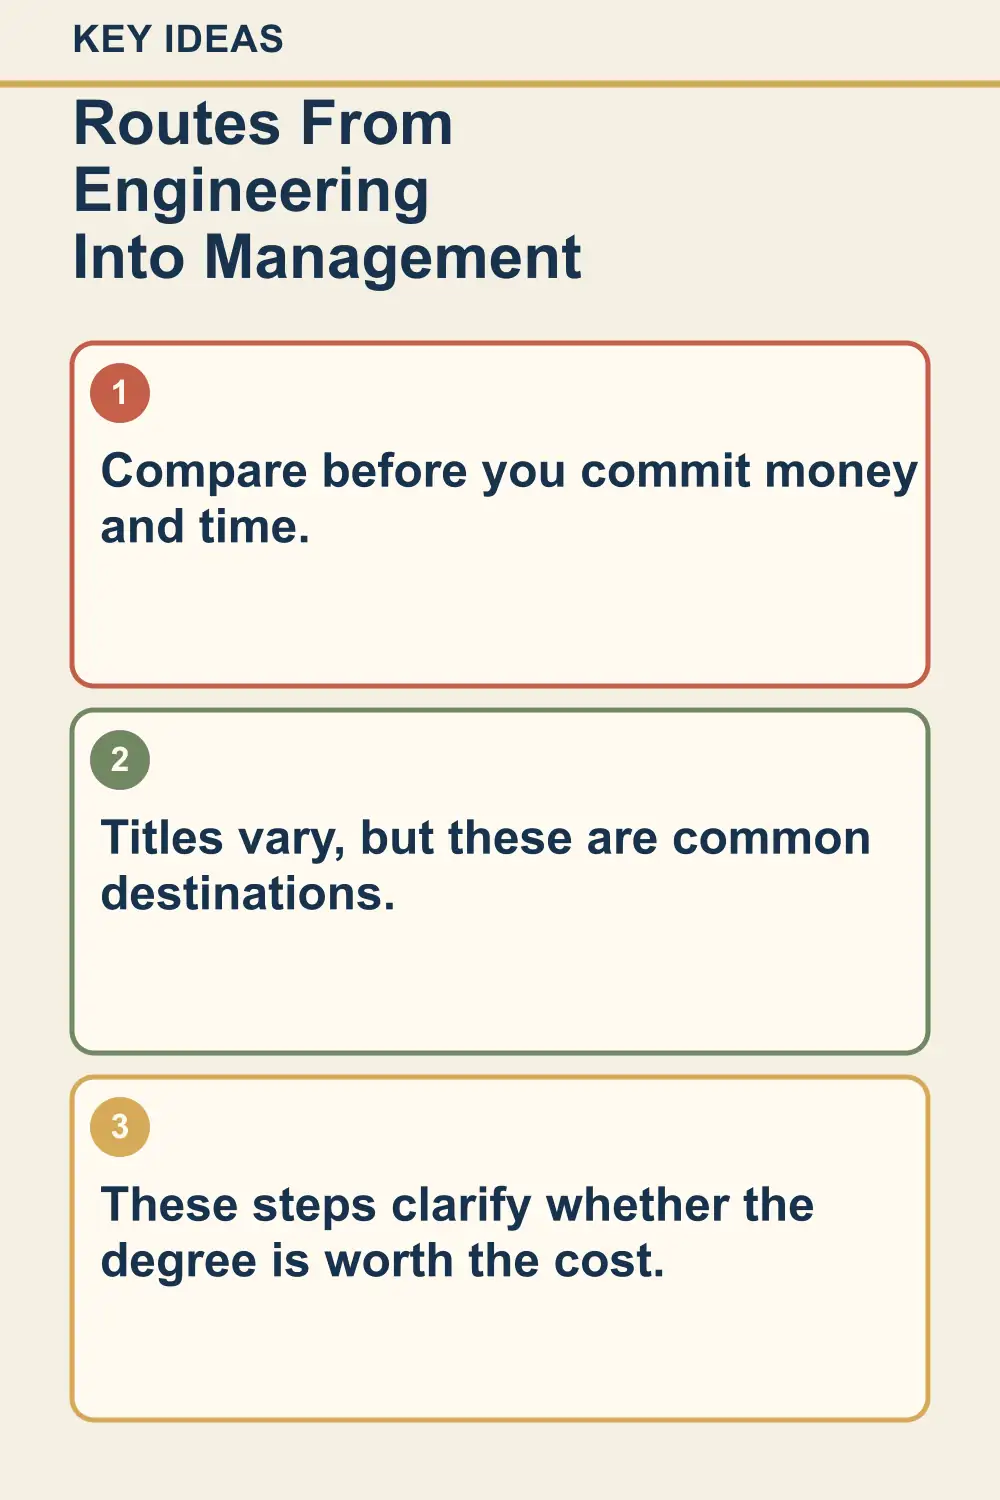 KEY IDEAS
Routes From
Engineering
Into Management
1
Compare before you commit money
and time.
2
Titles vary, but these are common
destinations.
3
These steps clarify whether the
degree is worth the cost.